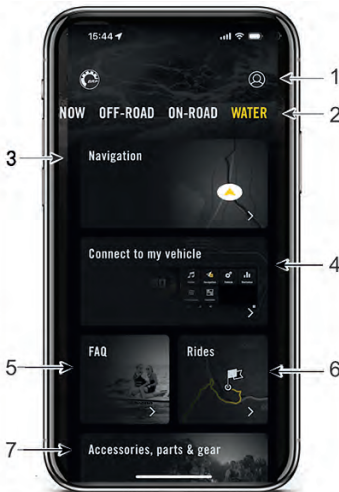 15:44
1
NOW OFF-ROAD ON-ROAD WATER
2
3
Navigation
Connect to my vehicle
4
5
FAQ
Rides
6
7
Accessories, parts & gear